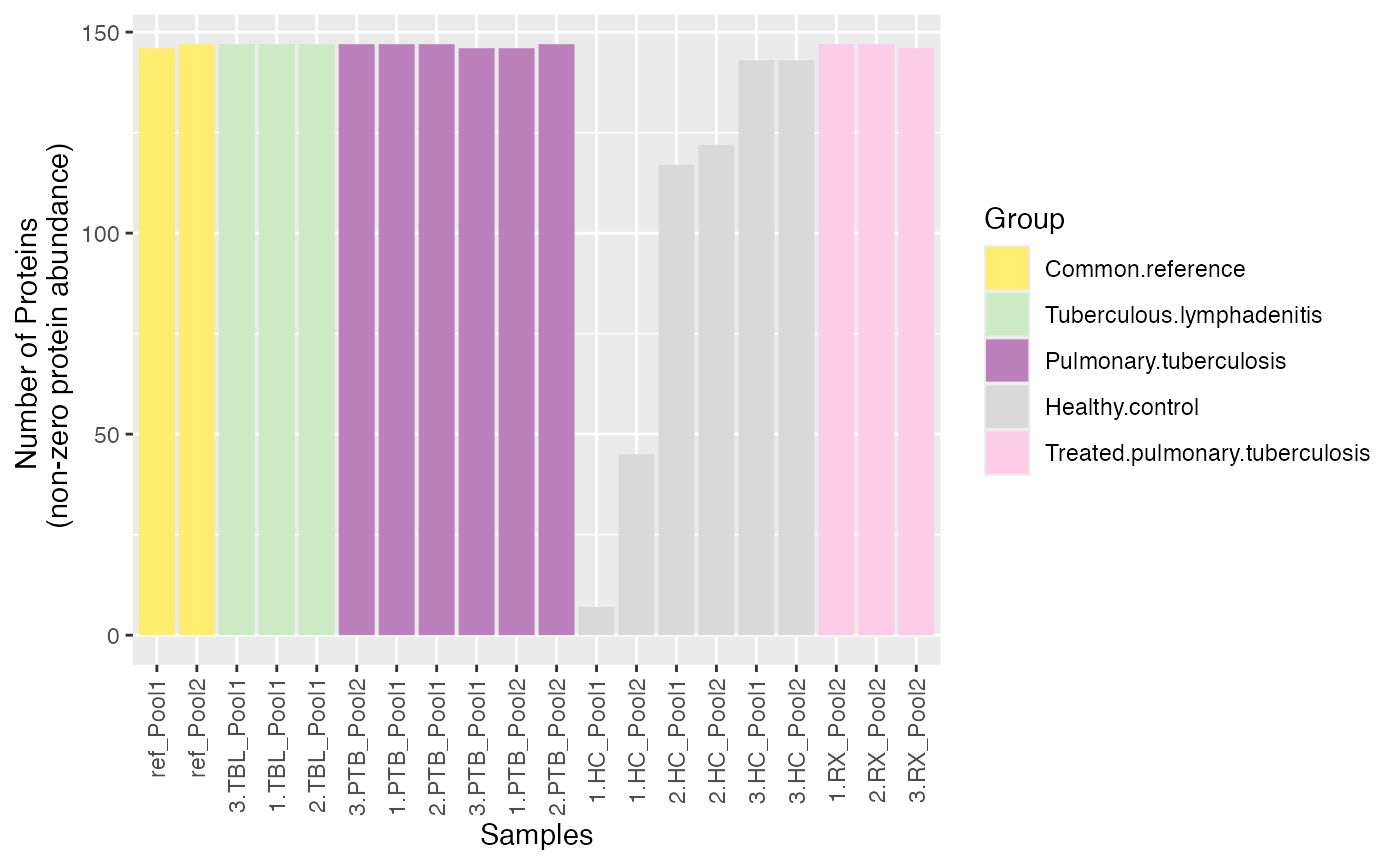 Number of Proteins
(non-zero protein abundance)
150
100
50
0
ref_Pool1
ref_Pool2
3.TBL_Pool1
1.TBL_Pool1
2.TBL_Pool1
3.PTB_Pool2
1.PTB_Pool1
2.PTB_Pool1
3.PTB_Pool1
1.PTB_Pool2
2.PTB_Pool2
1.HC_Pool1
1.HC_Pool2
2.HC_Pool1
2.HC_Pool2
3.HC_Pool1
3.HC_Pool2
1.RX_Pool2
2.RX_Pool2
3.RX_Pool2
Samples
Group
Common.reference
Tuberculous.lymphadenitis
Pulmonary.tuberculosis
Healthy.control
Treated.pulmonary.tuberculosis